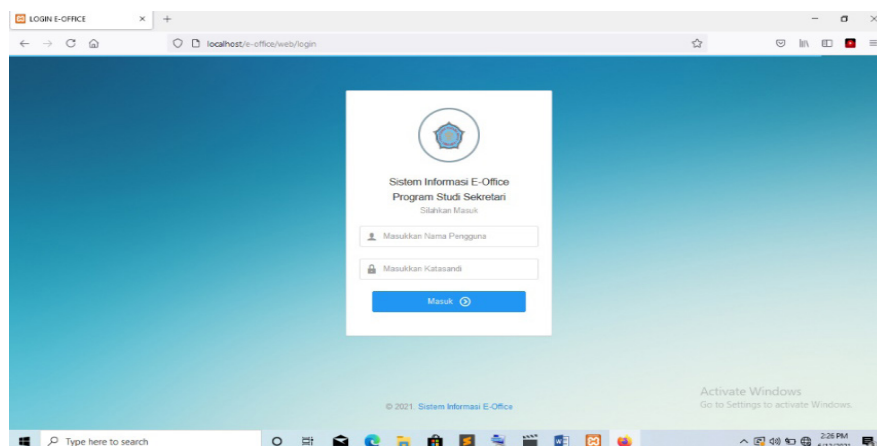 LOGIN E-OFFICE
localhost/e-office/web/login
Sistem Informasi E-Office
Program Studi Sekretari
Silahkan Masuk
Masukkan Nama Pengguna
Masukkan Katasandi
Masuk
Activate Windows
Go to Settings to activate Windows.
© 2021. Sistem Informasi E-Office
Type here to search
2:26 PM